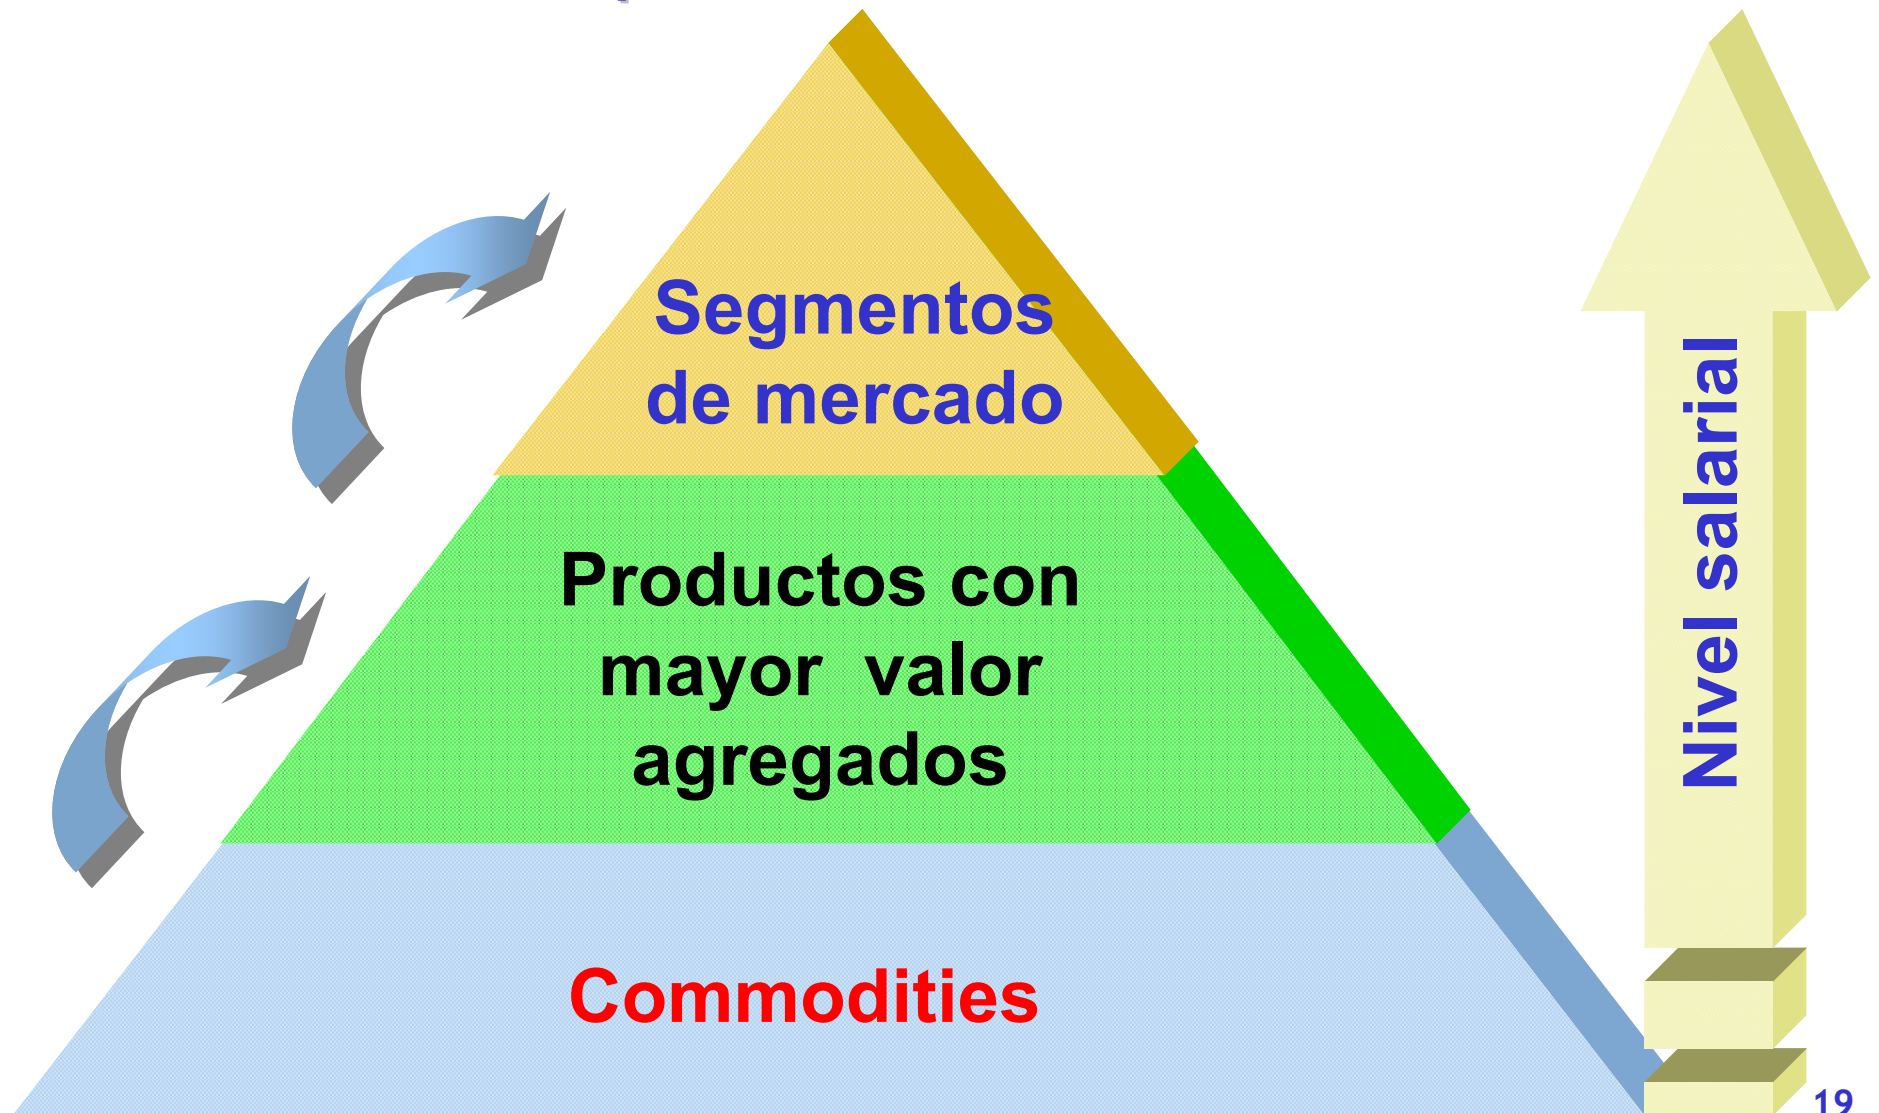 Segmentos
de mercado
Productos con
mayor valor
agregados
Commodities
Nivel salarial
19